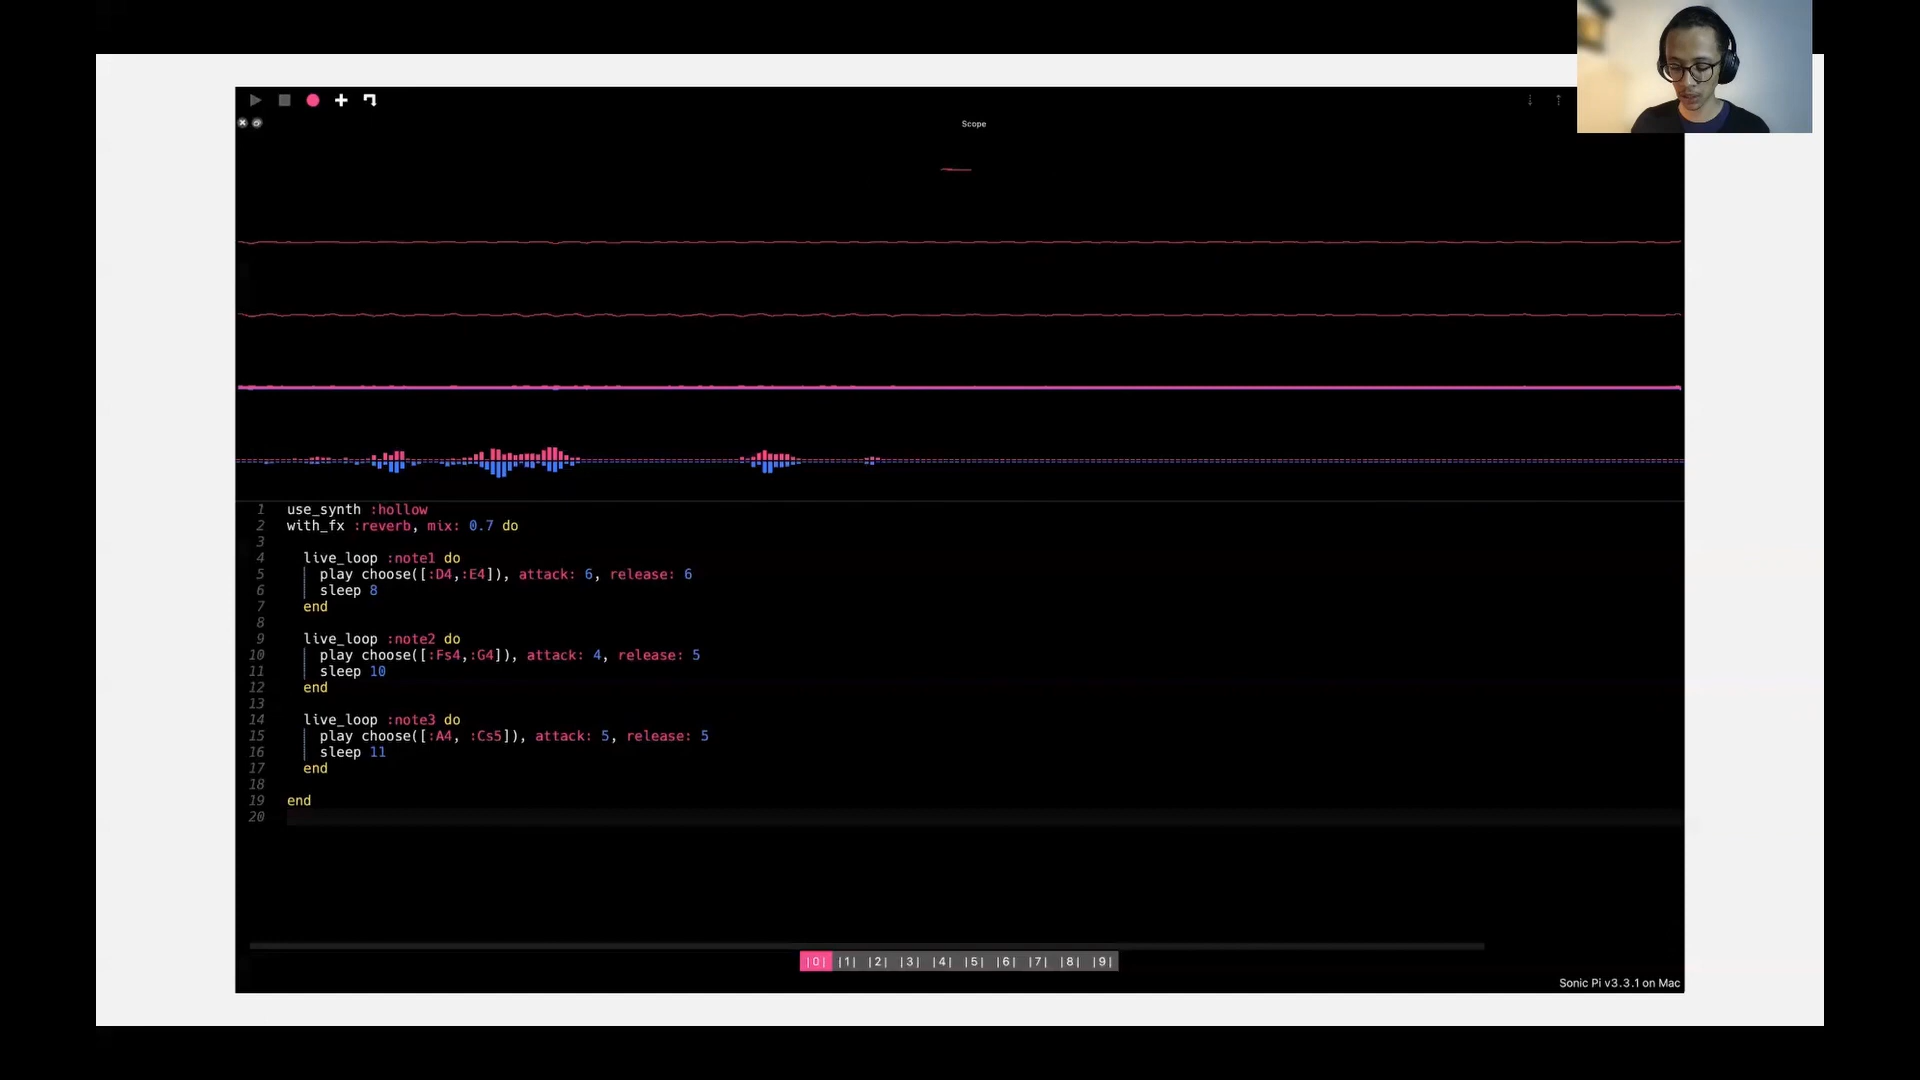 Scope
1 use_synth :hollow
2 with_fx :reverb, mix: 0.7 do
3
4 live_loop :note1 do
5 play choose([:D4,:E4]), attack: 6, release: 6
6 sleep 8
7 end
8
9 live_loop :note2 do
10 play choose([:Fs4,:G4]), attack: 4, release: 5
11 sleep 10
12 end
13
14 live_loop :note3 do
15 play choose([:A4, :Cs5]), attack: 5, release: 5
16 sleep 11
17 end
18
19 end
20
|0| |1| |2| |3| |4| |5| |6| |7| |8| |9|
Sonic Pi v3.3.1 on Mac